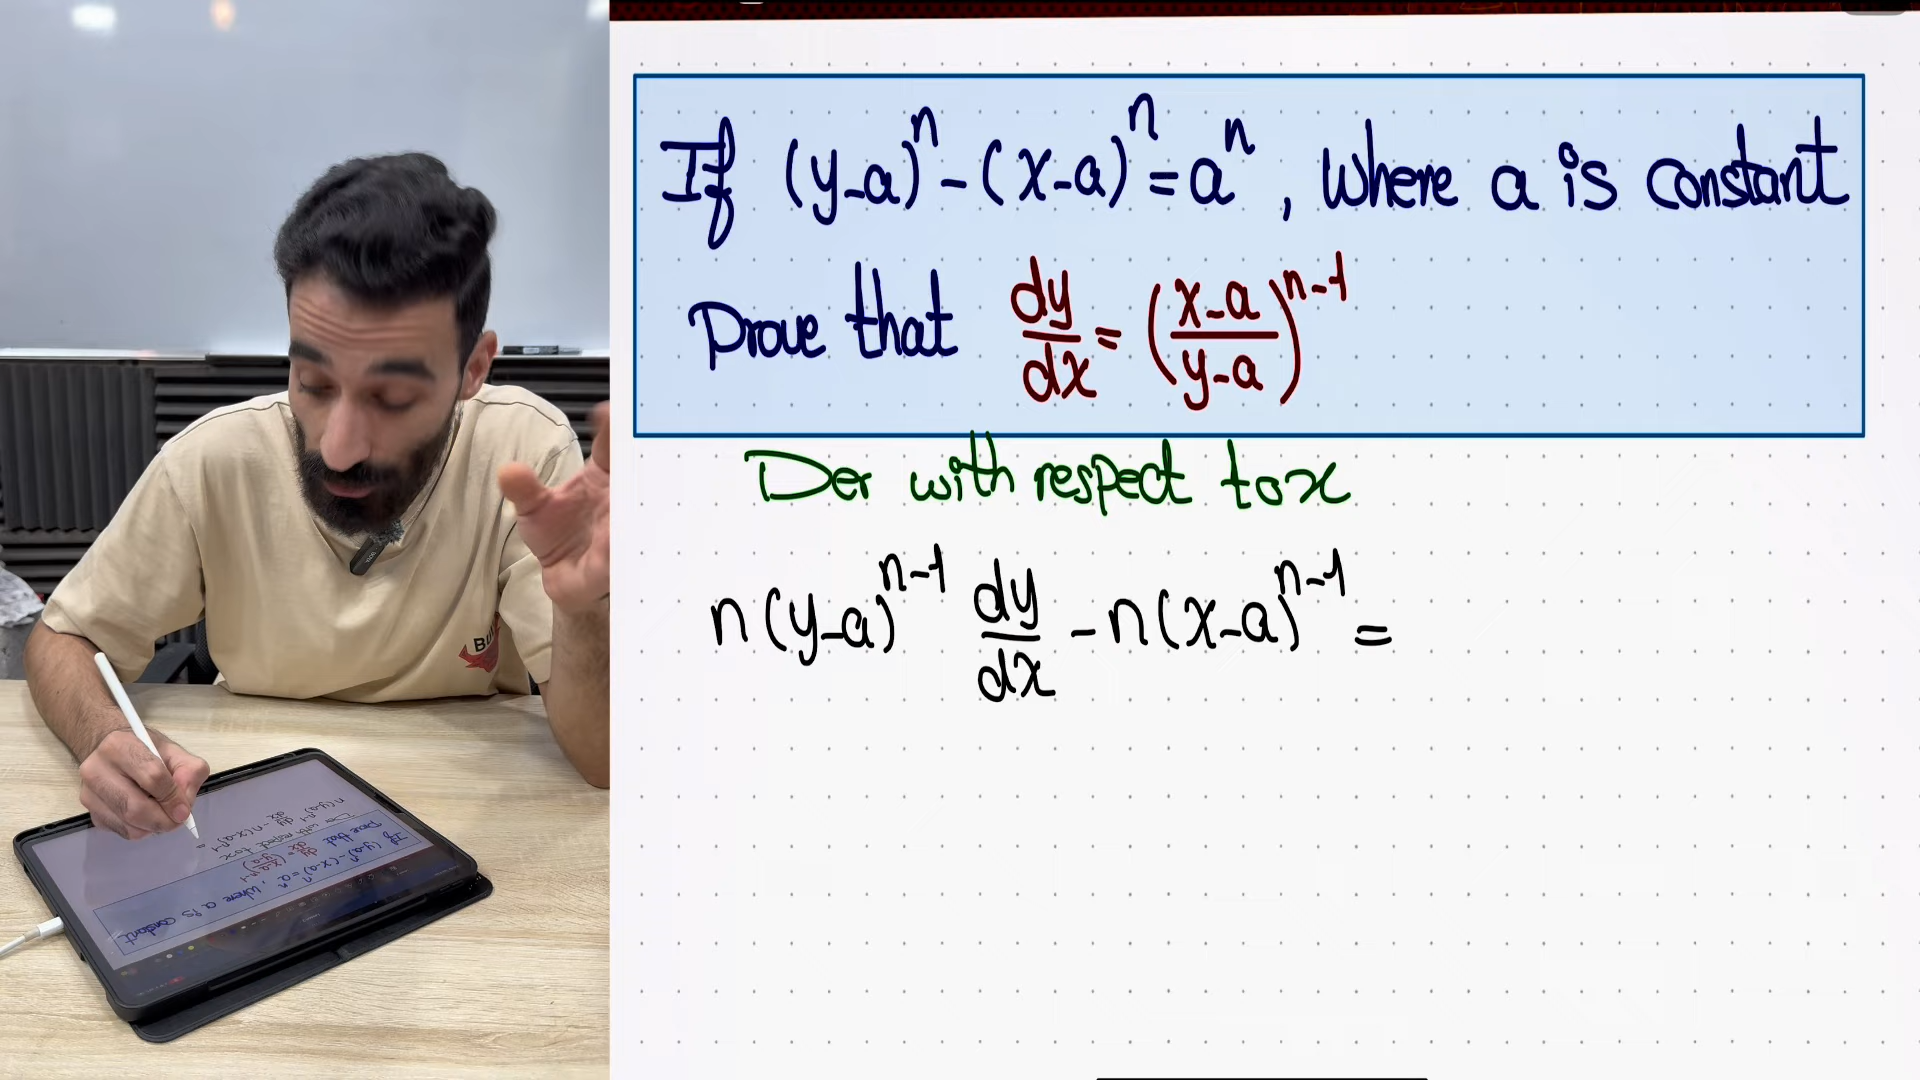 If (y-a)^n - (x-a)^n = a^n, where a is constant
Prove that dy/dx = ((x-a)/(y-a))^(n-1)
Der with respect to x
n(y-a)^(n-1) dy/dx - n(x-a)^(n-1) =